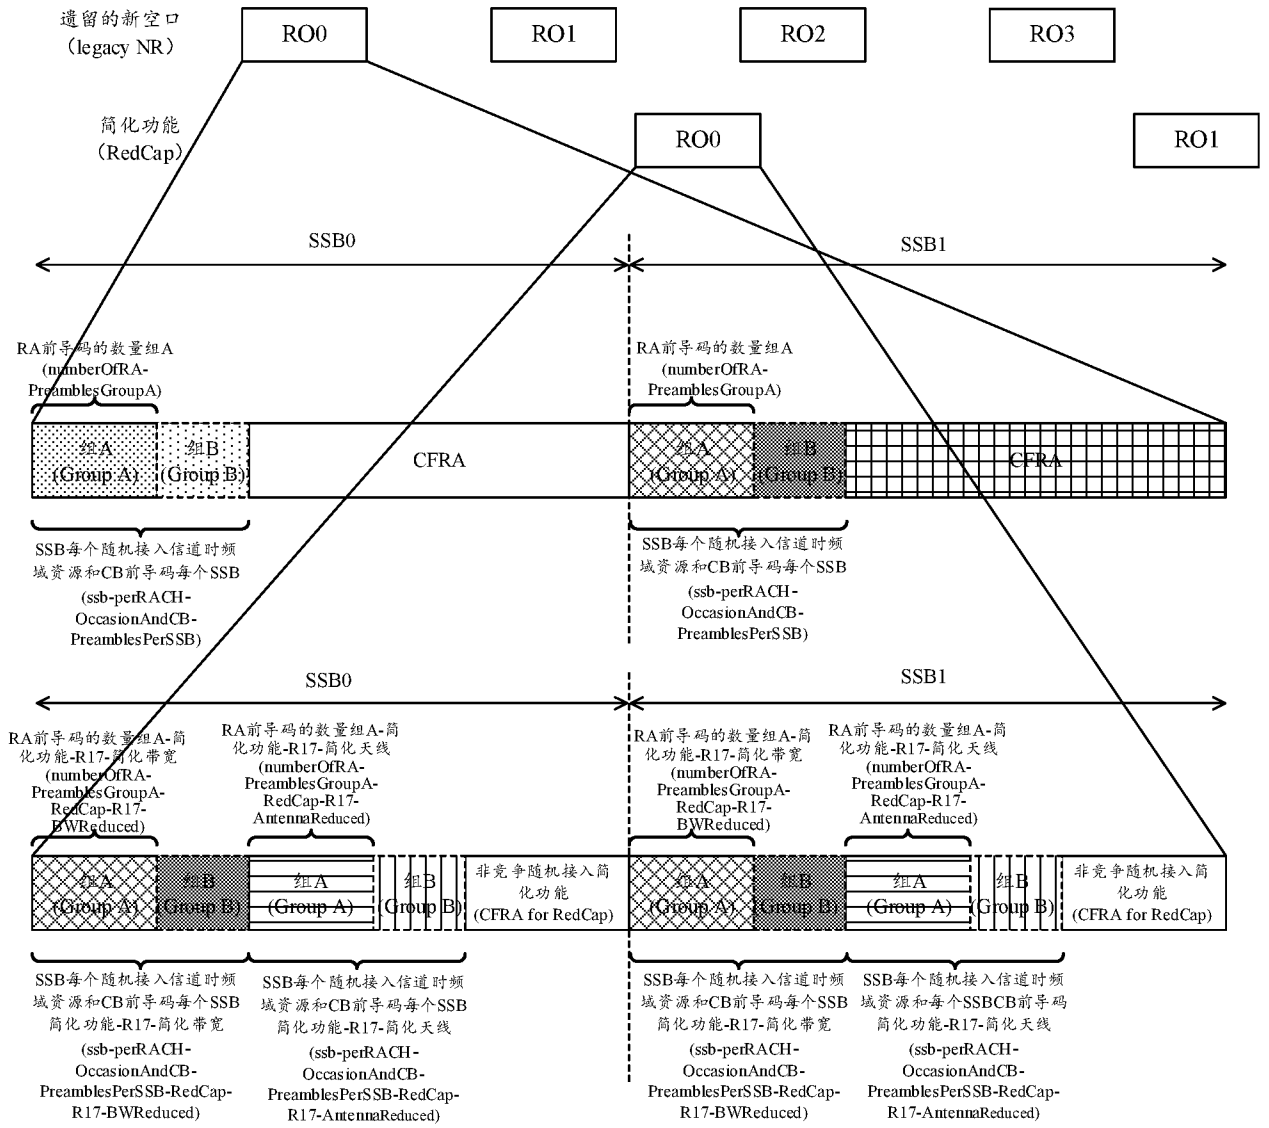 遗留的新空口
（legacy NR）
RO0
RO1
RO2
RO3
简化功能
（RedCap）
RO0
RO1
SSB0
SSB1
RA前导码的数量组A
(numberOfRA-
PreamblesGroupA)
RA前导码的数量组A
(numberOfRA-
PreamblesGroupA)
组A
(Group A)
组B
(Group B)
CFRA
组A
(Group A)
组B
(Group B)
CFRA
SSB每个随机接入信道时频
域资源和CB前导码每个SSB
(ssb-perRACH-
OccasionAndCB-
PreamblesPerSSB)
SSB每个随机接入信道时频
域资源和CB前导码每个SSB
(ssb-perRACH-
OccasionAndCB-
PreamblesPerSSB)
SSB0
SSB1
RA前导码的数量组A-简
化功能-R17-简化带宽
(numberOfRA-
PreamblesGroupA-
RedCap-R17-
BWReduced)
RA前导码的数量组A-简
化功能-R17-简化天线
(numberOfRA-
PreamblesGroupA-
RedCap-R17-
AntennaReduced)
RA前导码的数量组A-简
化功能-R17-简化带宽
(numberOfRA-
PreamblesGroupA-
RedCap-R17-
BWReduced)
RA前导码的数量组A-简
化功能-R17-简化天线
(numberOfRA-
PreamblesGroupA-
RedCap-R17-
AntennaReduced)
组A
(Group A)
组B
(Group B)
组A
(Group A)
组B
(Group B)
非竞争随机接入简
化功能
(CFRA for RedCap)
组A
(Group A)
组B
(Group B)
组A
(Group A)
组B
(Group B)
非竞争随机接入简
化功能
(CFRA for RedCap)
SSB每个随机接入信道时频
域资源和CB前导码每个SSB
简化功能-R17-简化带宽
(ssb-perRACH-
OccasionAndCB-
PreamblesPerSSB-RedCap-
R17-BWReduced)
SSB每个随机接入信道时频
域资源和CB前导码每个SSB
简化功能-R17-简化天线
(ssb-perRACH-
OccasionAndCB-
PreamblesPerSSB-RedCap-
R17-AntennaReduced)
SSB每个随机接入信道时频
域资源和CB前导码每个SSB
简化功能-R17-简化带宽
(ssb-perRACH-
OccasionAndCB-
PreamblesPerSSB-RedCap-
R17-BWReduced)
SSB每个随机接入信道时频
域资源和每个SSBCB前导码
简化功能-R17-简化天线
(ssb-perRACH-
OccasionAndCB-
PreamblesPerSSB-RedCap-
R17-AntennaReduced)